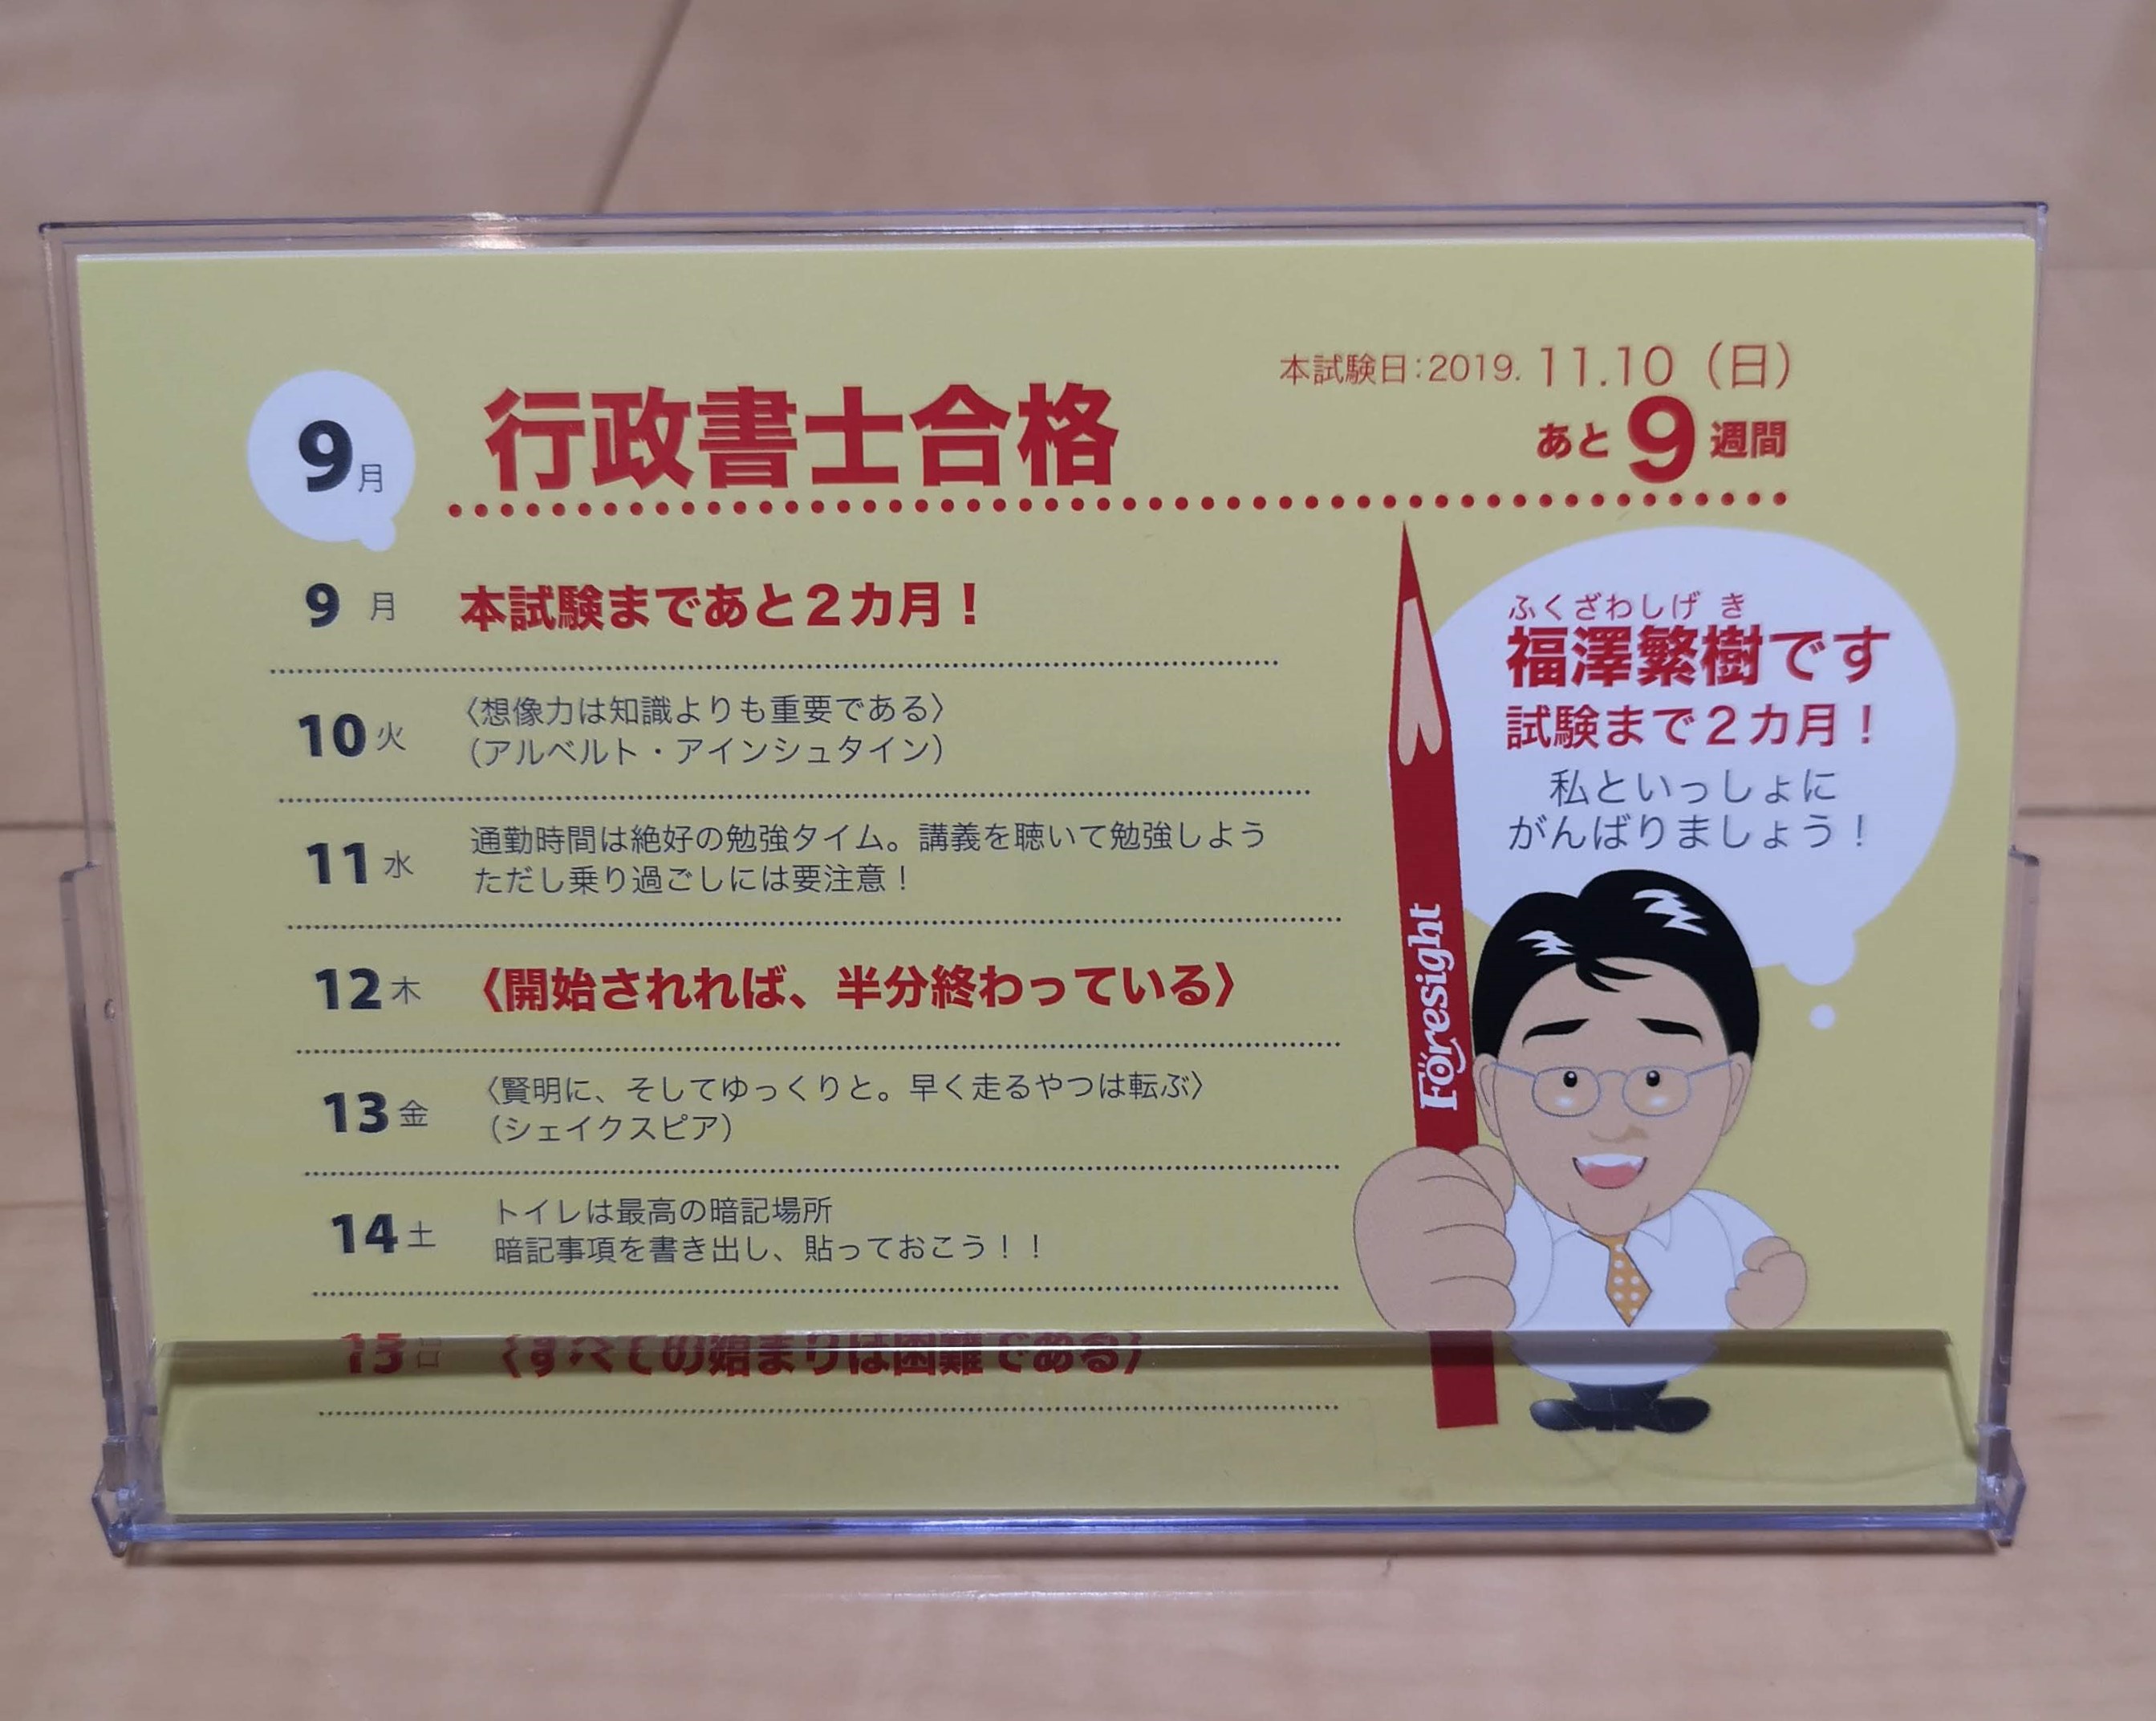 9月
行政書士合格
本試験日:2019. 11.10（日）
あと9週間
9 月 本試験まであと2カ月！
10 火 〈想像力は知識よりも重要である〉
（アルベルト・アインシュタイン）
11 水 通勤時間は絶好の勉強タイム。講義を聴いて勉強しよう
ただし乗り過ごしには要注意！
12 木 〈開始されれば、半分終わっている〉
13 金 〈賢明に、そしてゆっくりと。早く走るやつは転ぶ〉
（シェイクスピア）
14 土 トイレは最高の暗記場所
暗記事項を書き出し、貼っておこう！！
15 日 〈すべての始まりは困難である〉
ふくざわしげ き
福澤繁樹です
試験まで2カ月！
私といっしょに
がんばりましょう！
Foresight